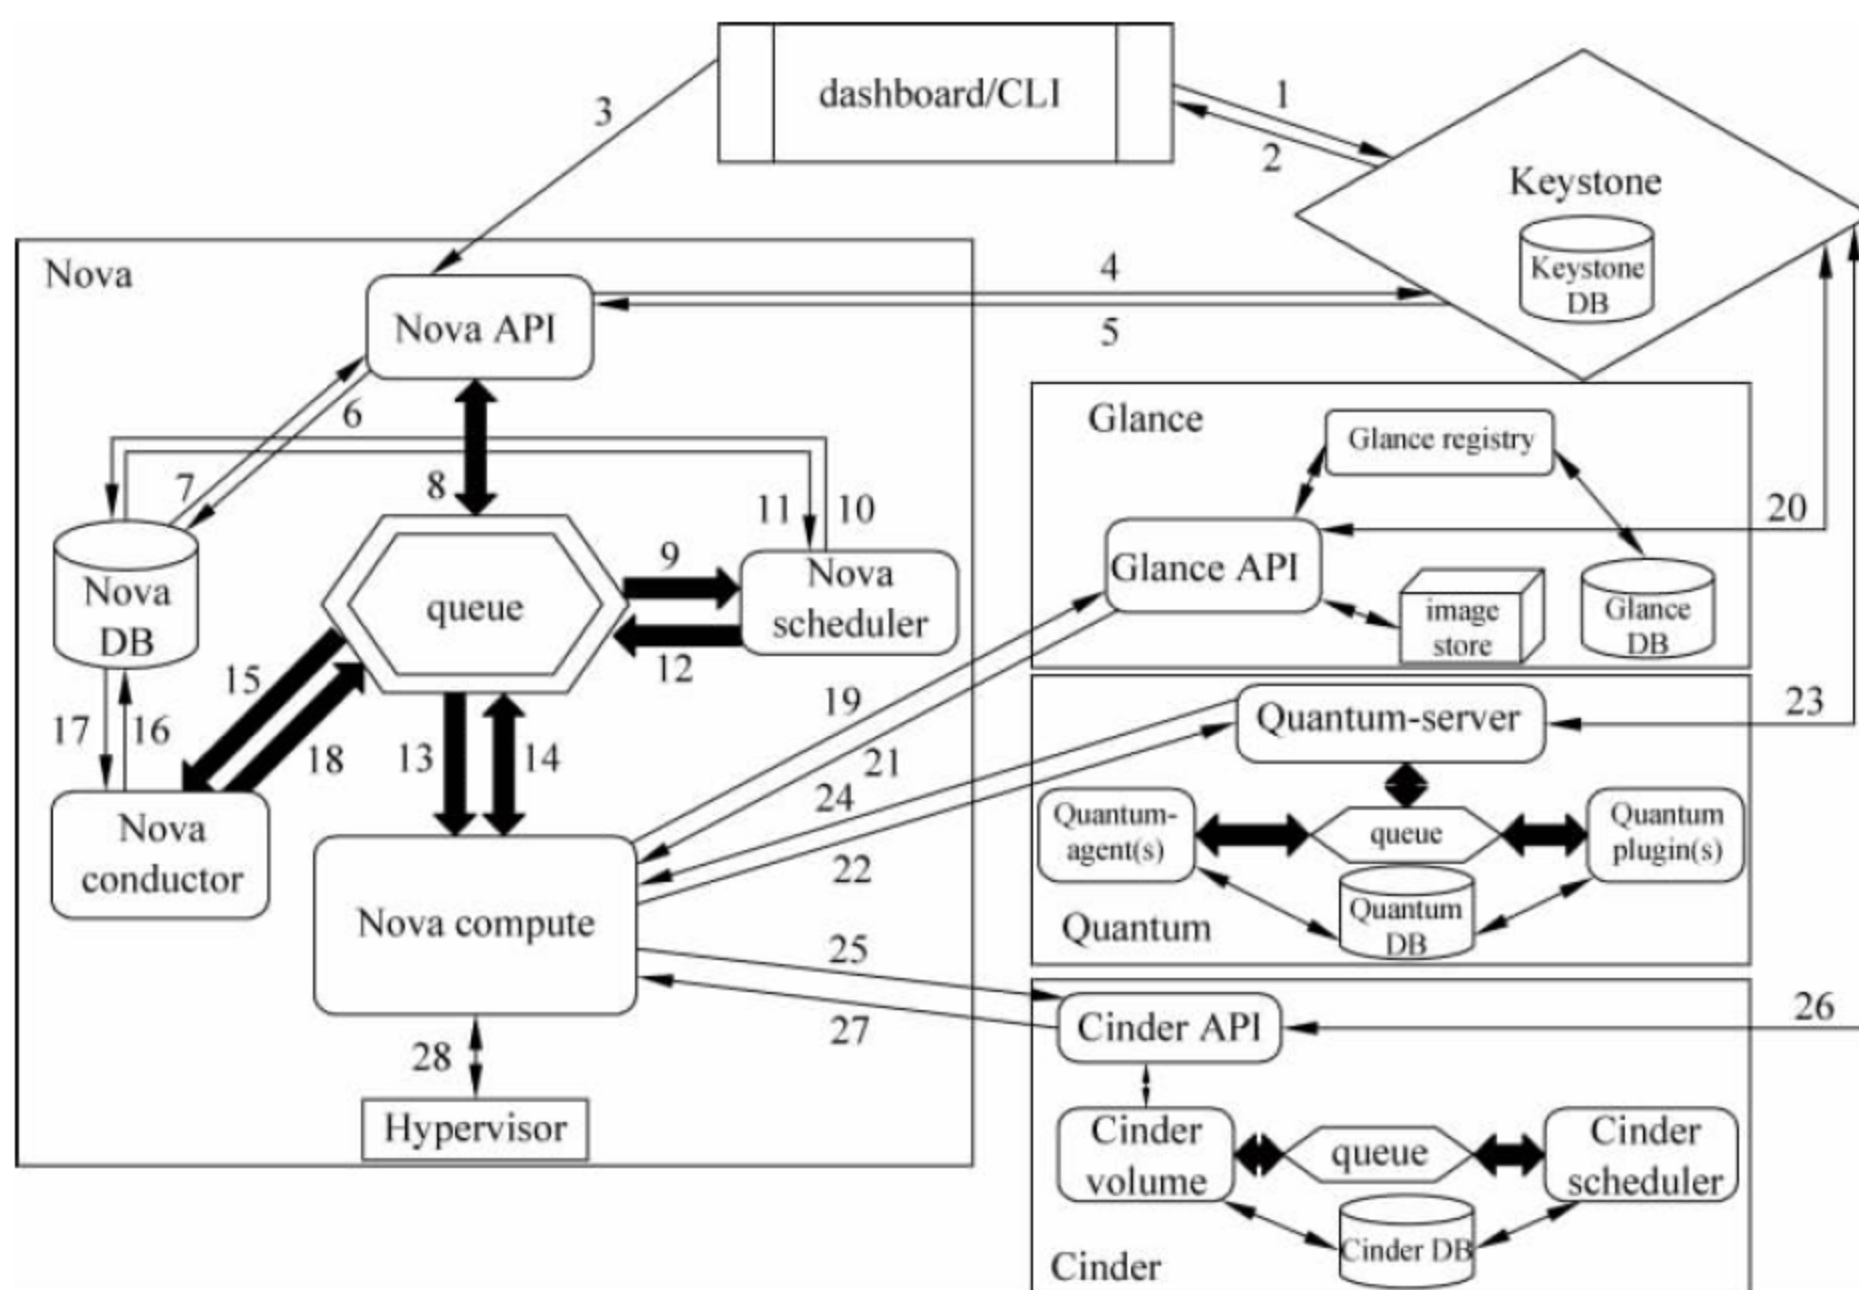 dashboard/CLI
1
2
3
Keystone
Keystone
DB
Nova
Nova API
4
5
6
7
8
Nova
DB
queue
9
10
11
12
Nova
scheduler
13
14
15
16
17
18
Nova
conductor
Nova compute
28
Hypervisor
19
21
24
22
25
27
Glance
Glance registry
20
Glance API
image
store
Glance
DB
Quantum-server
23
Quantum-
agent(s)
queue
Quantum
plugin(s)
Quantum
DB
Quantum
Cinder API
26
Cinder
volume
queue
Cinder
scheduler
Cinder DB
Cinder